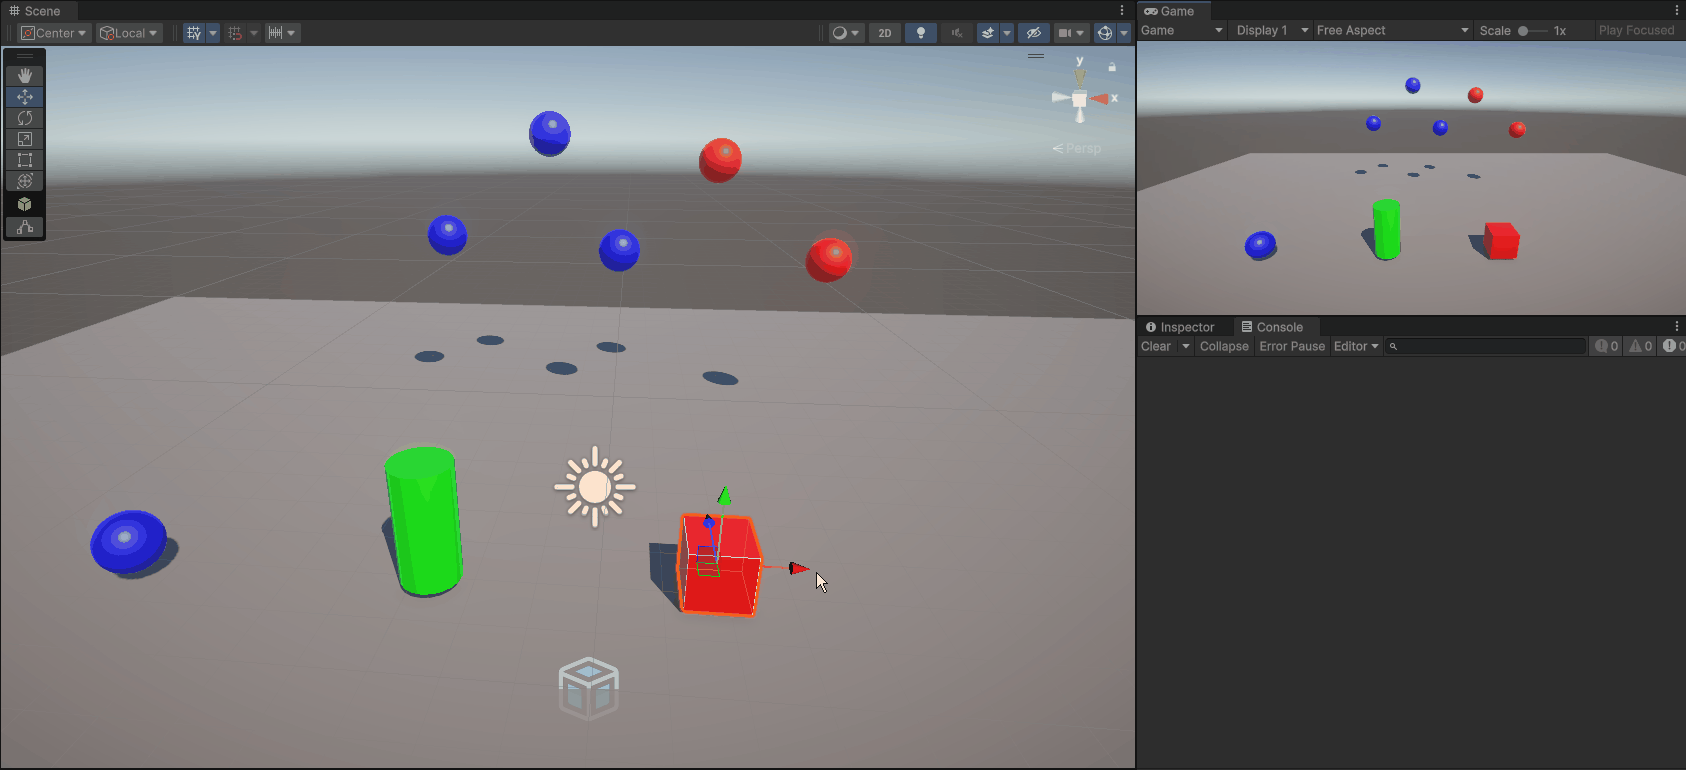 Scene
Game
Center
Local
2D
Game
Display 1
Free Aspect
Scale
1x
Play Focused
y
x
Persp
Inspector
Console
Clear
Collapse
Error Pause
Editor
0
0
0